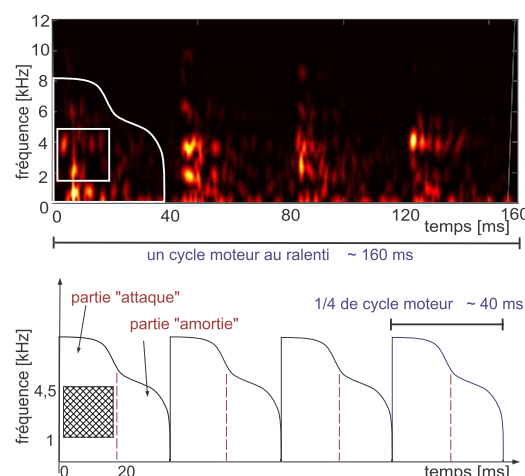 12
10
8
6
4
2
0
fréquence [kHz]
0 40 80 120 160
temps [ms]
un cycle moteur au ralenti ~ 160 ms
partie "attaque"
partie "amortie"
1/4 de cycle moteur ~ 40 ms
fréquence [kHz]
4,5
1
0 20
temps [ms]